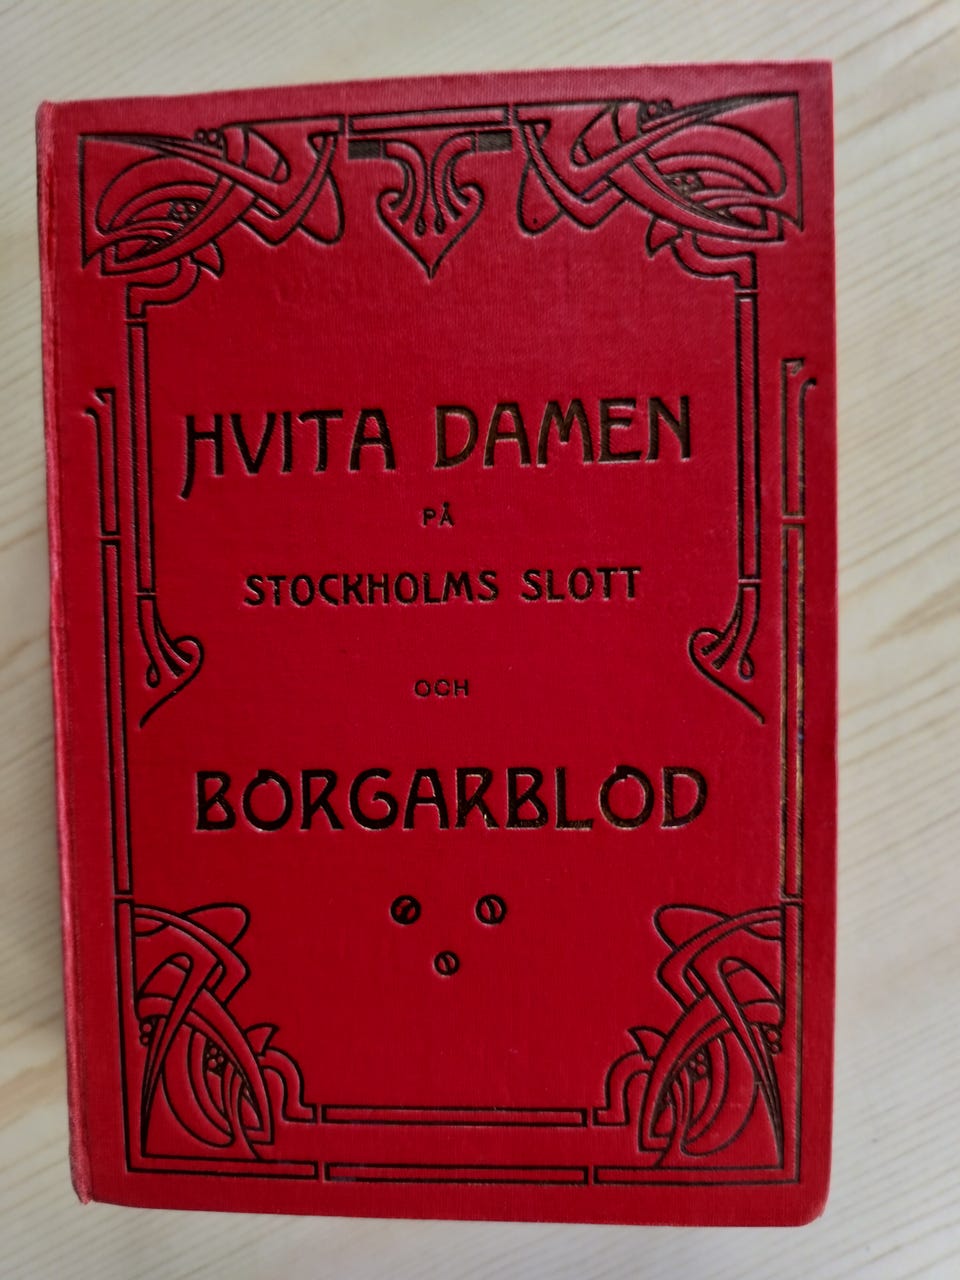 HVITA DAMEN
PÅ
STOCKHOLMS SLOTT
OCH
BORGARBLOD